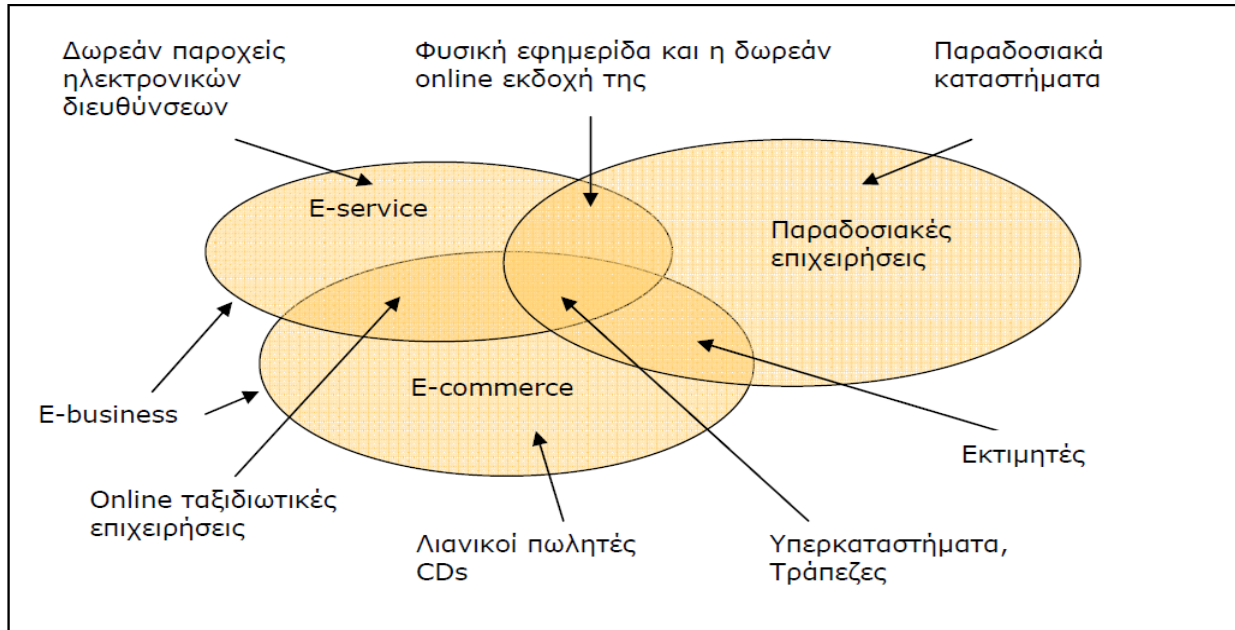 Δωρεάν παροχείς
ηλεκτρονικών
διευθύνσεων
Φυσική εφημερίδα και η δωρεάν
online εκδοχή της
Παραδοσιακά
καταστήματα
E-service
Παραδοσιακές
επιχειρήσεις
E-business
E-commerce
Εκτιμητές
Online ταξιδιωτικές
επιχειρήσεις
Λιανικοί πωλητές
CDs
Υπερκαταστήματα,
Τράπεζες